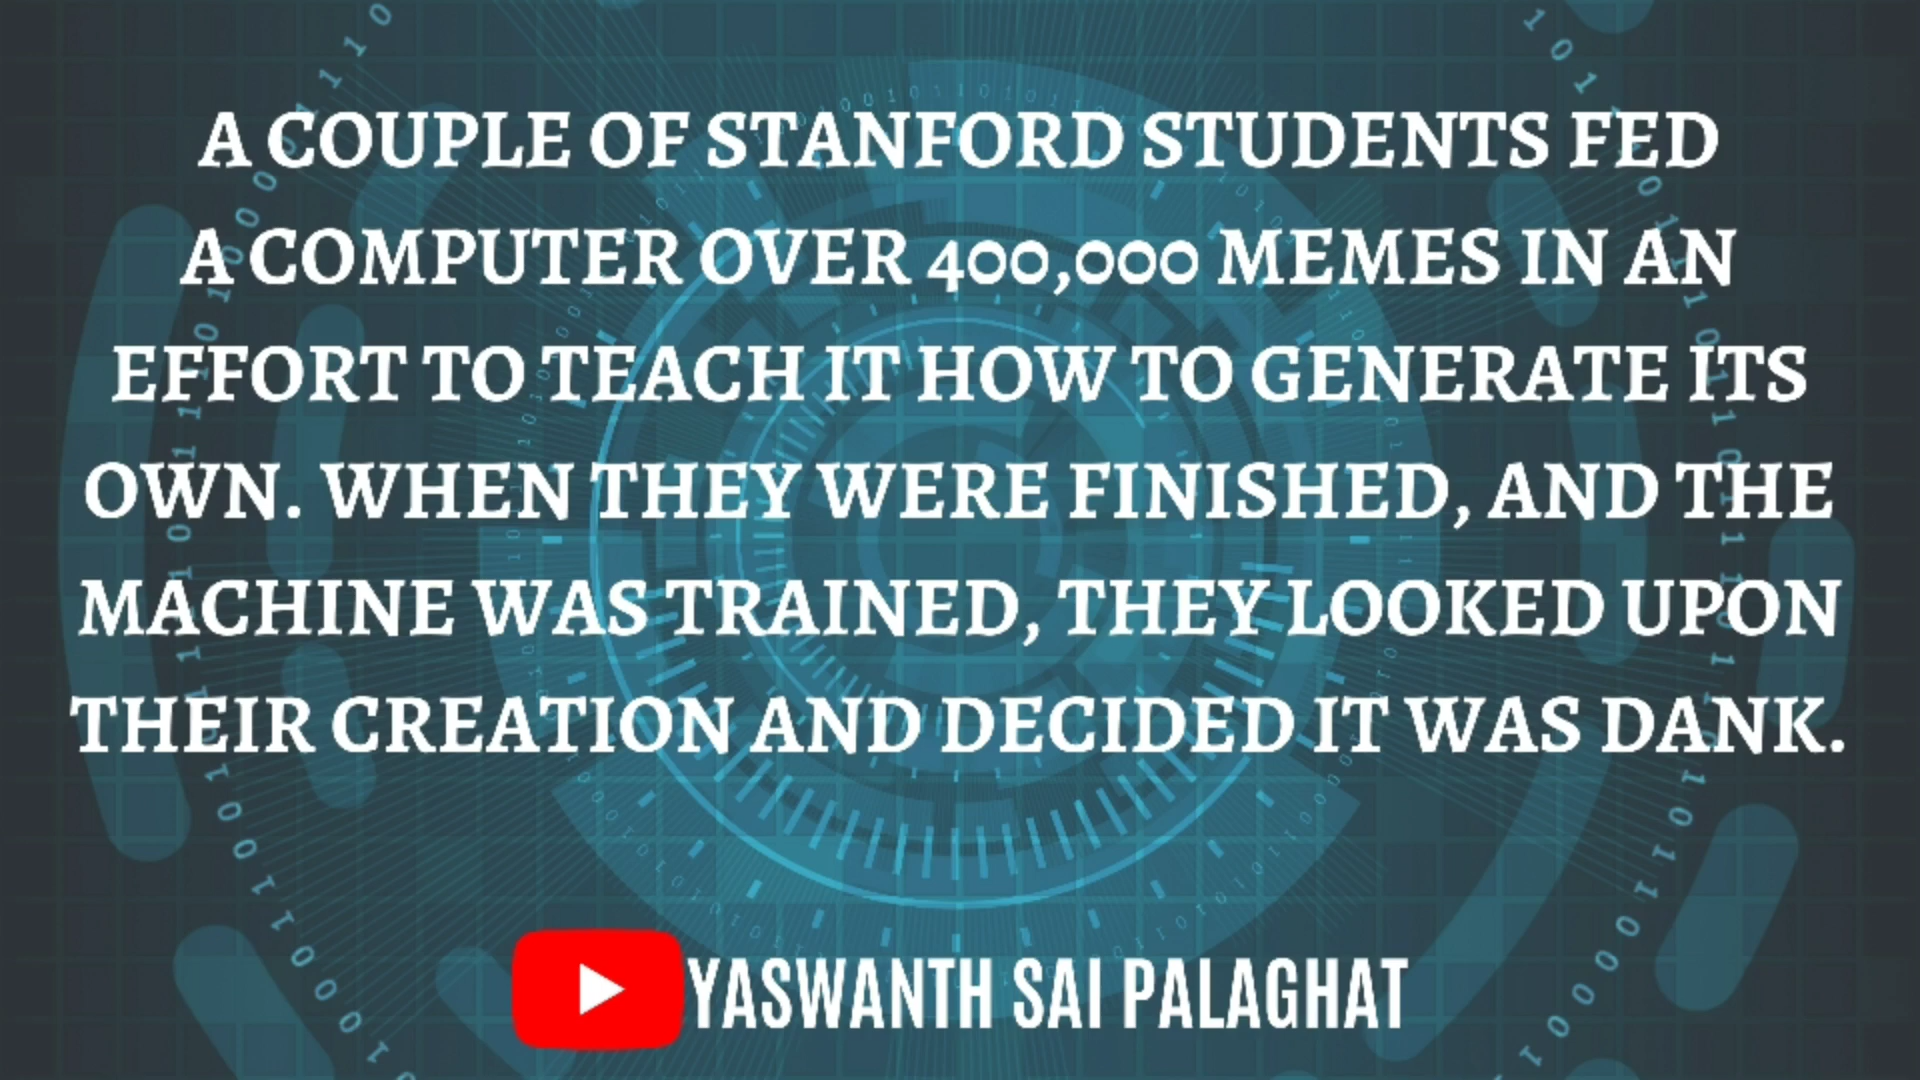 A COUPLE OF STANFORD STUDENTS FED
A COMPUTER OVER 400,000 MEMES IN AN
EFFORT TO TEACH IT HOW TO GENERATE ITS
OWN. WHEN THEY WERE FINISHED, AND THE
MACHINE WAS TRAINED, THEY LOOKED UPON
THEIR CREATION AND DECIDED IT WAS DANK.
YASWANTH SAI PALAGHAT